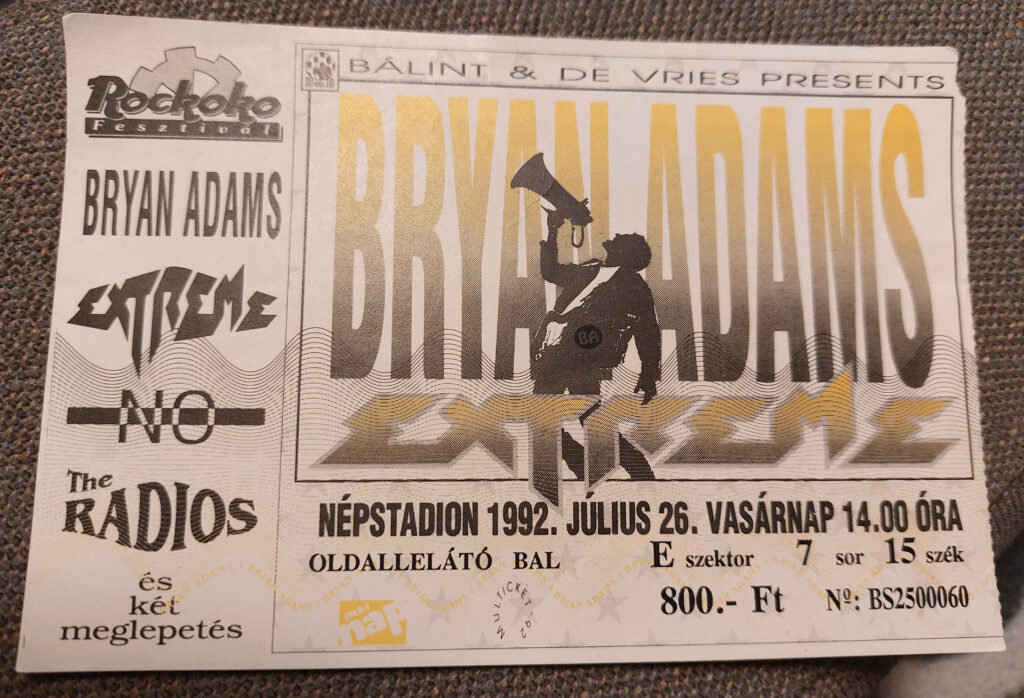 Rockoko
Fesztivál
BRYAN ADAMS
EXTREME
NO
The
RADIOS
és
két
meglepetés
BÂLINT & DE VRIES PRESENTS
BRYAN ADAMS
BA
EXTREME
NÉPSTADION 1992. JÚLIUS 26. VASÁRNAP 14.00 ÓRA
OLDALLELÁTÓ BAL E szektor 7 sor 15 szék
800.- Ft Nº: BS2500060
mai
nap
MULTICKET '92